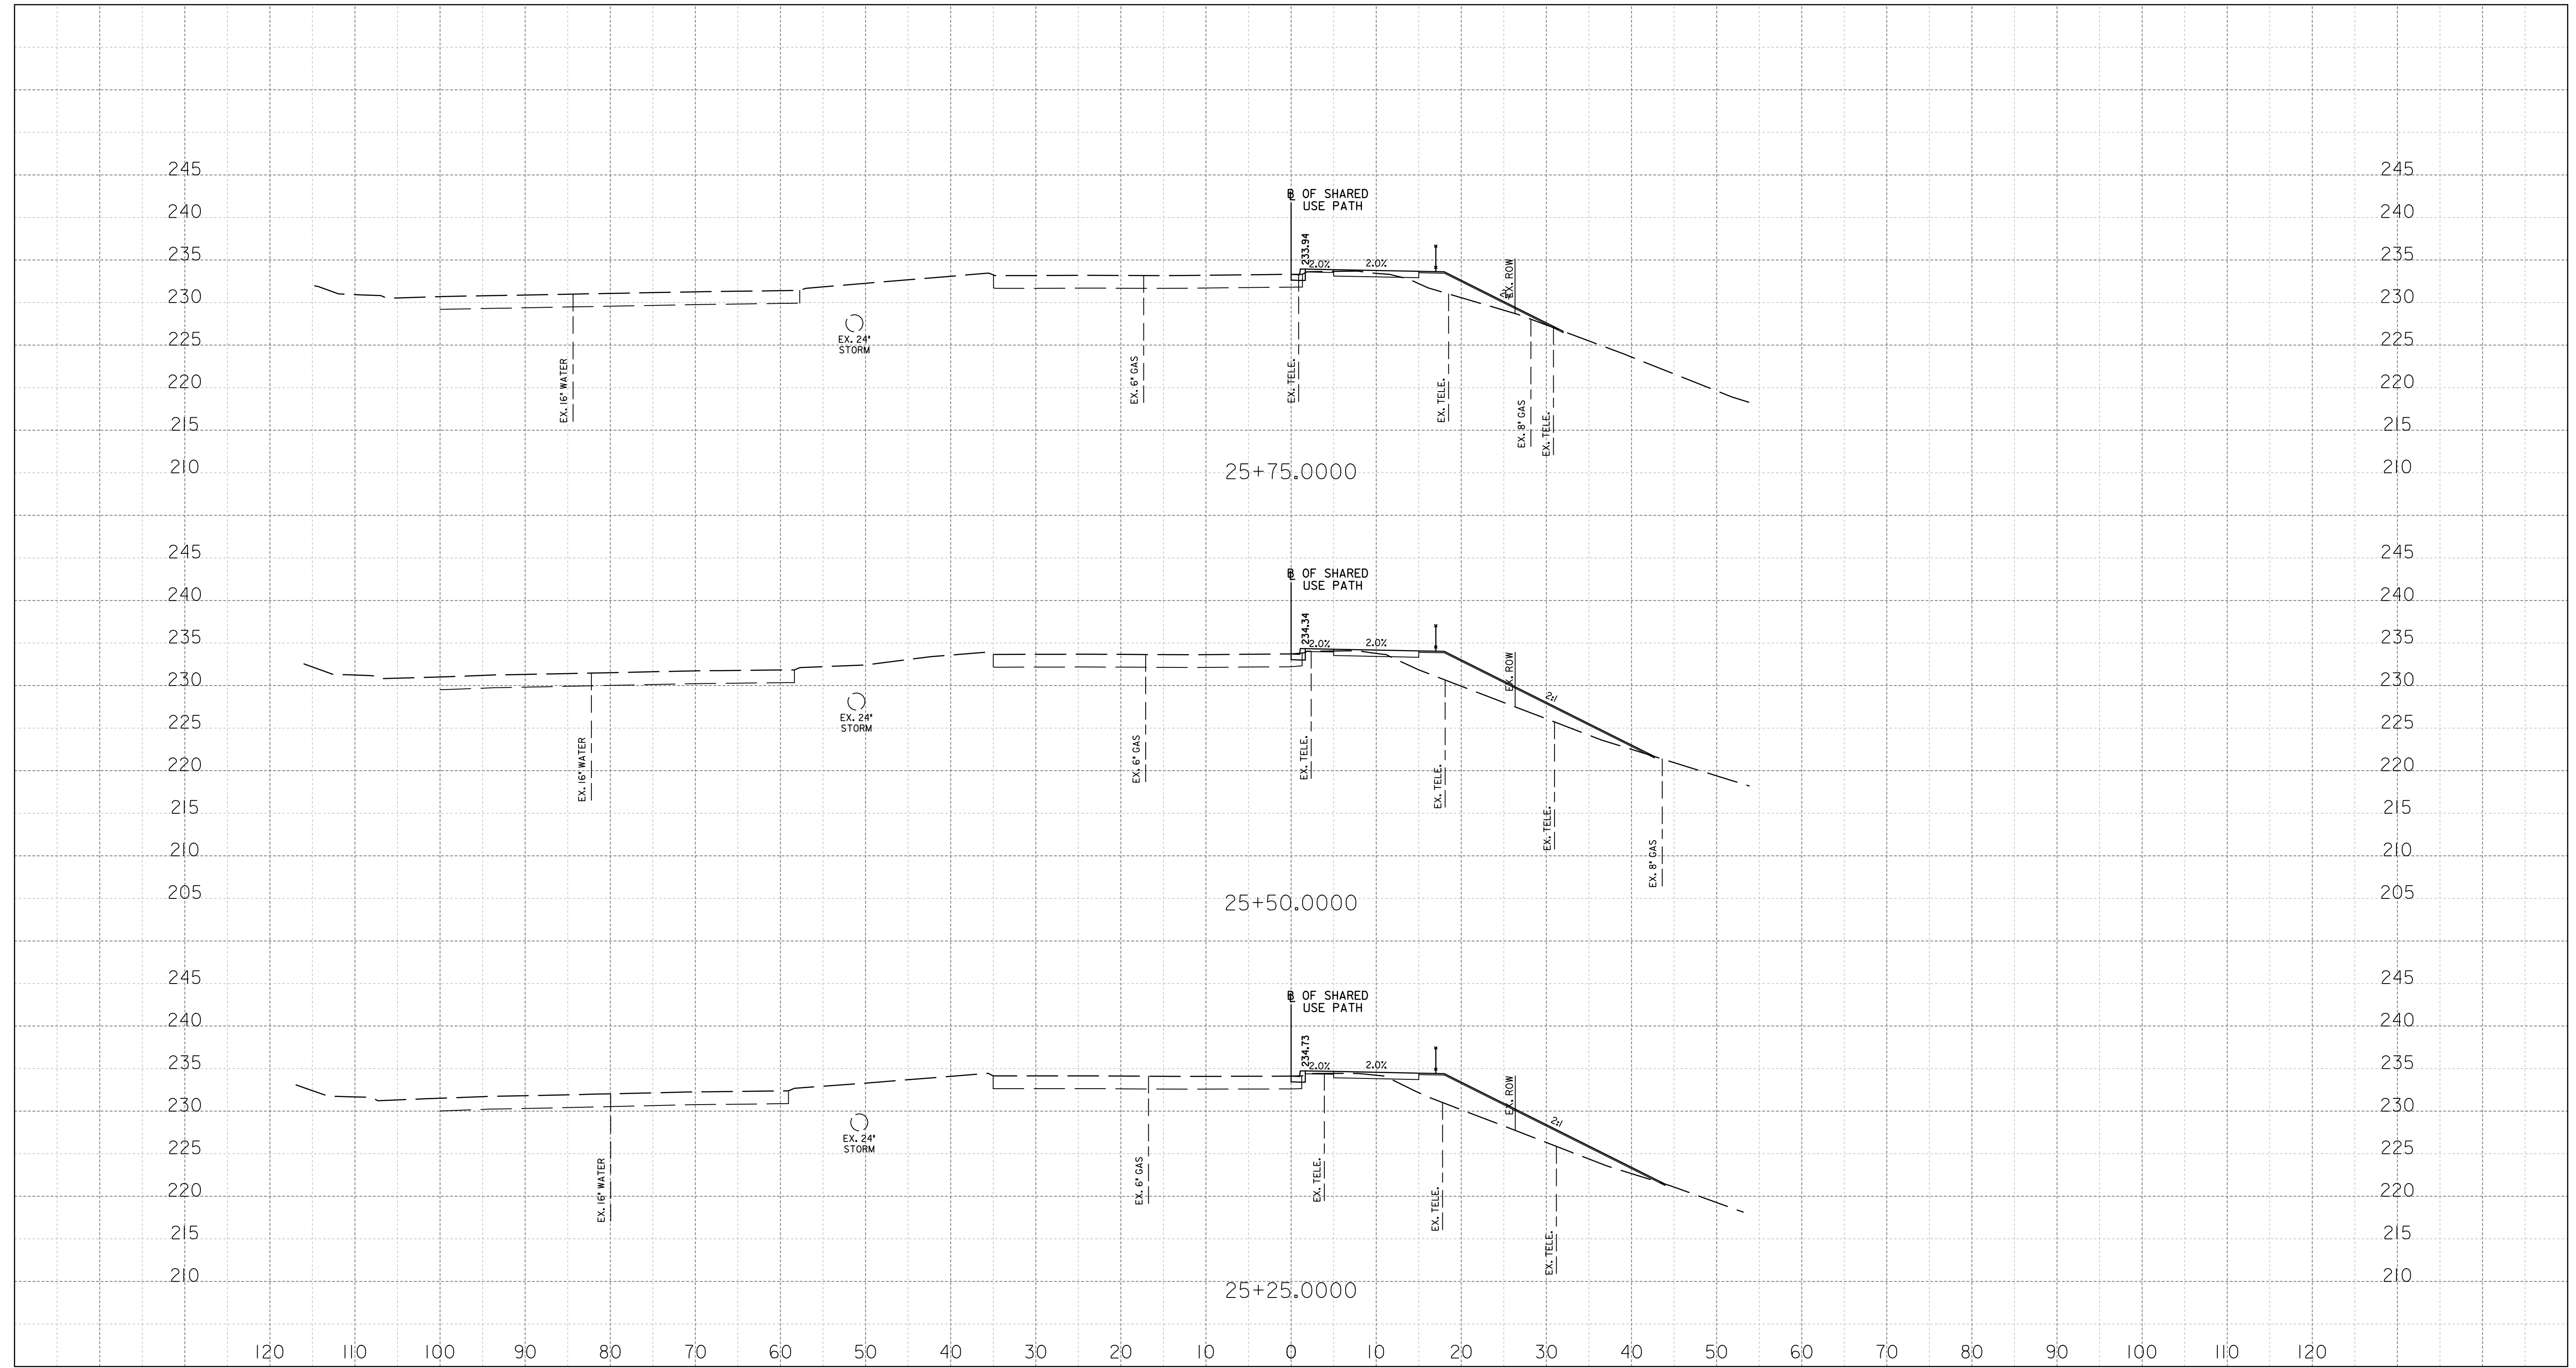 245 245
℄ OF SHARED
USE PATH
240 240
233.94
235 235
2.0% 2.0%
EX. ROW
230 230
EX. 24"
STORM
225 225
EX. 16" WATER
EX. 6" GAS
EX. TELE.
EX. TELE.
EX. 8" GAS
EX. TELE.
220 220
215 215
210 210
25+75.0000
245 245
℄ OF SHARED
USE PATH
240 240
234.34
235 235
2.0% 2.0%
EX. ROW
230 230
2:1
EX. 24"
STORM
225 225
EX. 16" WATER
EX. 6" GAS
EX. TELE.
EX. TELE.
EX. TELE.
EX. 8" GAS
220 220
215 215
210 210
205 205
25+50.0000
245 245
℄ OF SHARED
USE PATH
240 240
234.73
235 235
2.0% 2.0%
EX. ROW
230 230
2:1
EX. 24"
STORM
225 225
EX. 16" WATER
EX. 6" GAS
EX. TELE.
EX. TELE.
EX. TELE.
220 220
215 215
210 210
25+25.0000
120 110 100 90 80 70 60 50 40 30 20 10 0 10 20 30 40 50 60 70 80 90 100 110 120